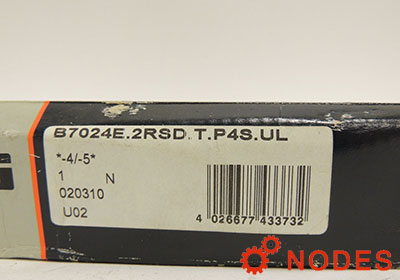 B7024E.2RSD.T.P4S.UL
*-4/-5*
1 N
020310
U02
4 026677 433732
NODES